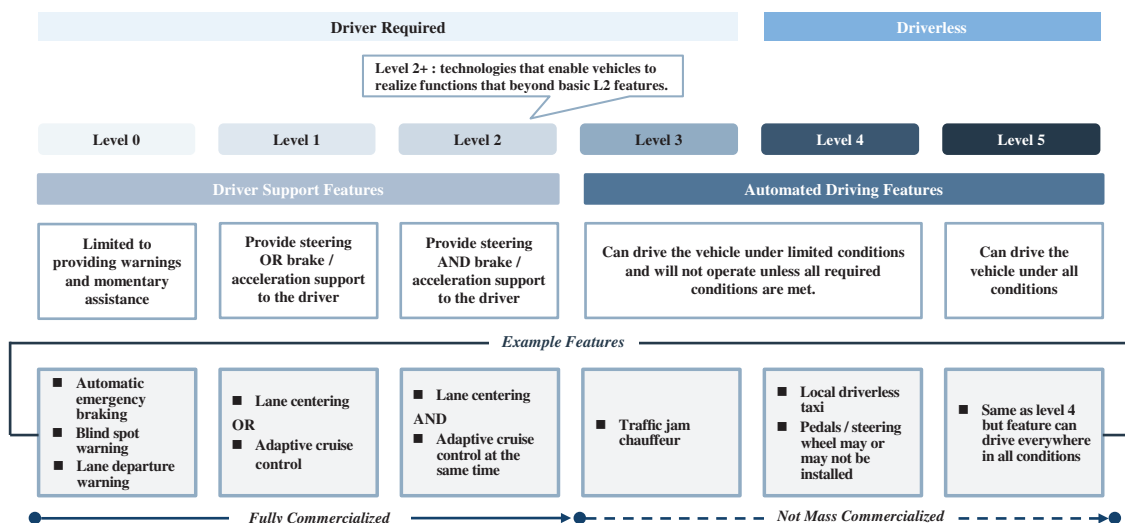 Driver Required
Driverless
Level 2+ : technologies that enable vehicles to
realize functions that beyond basic L2 features.
Level 0
Level 1
Level 2
Level 3
Level 4
Level 5
Driver Support Features
Automated Driving Features
Limited to
providing warnings
and momentary
assistance
Provide steering
OR brake /
acceleration support
to the driver
Provide steering
AND brake /
acceleration support
to the driver
Can drive the vehicle under limited conditions
and will not operate unless all required
conditions are met.
Can drive the
vehicle under all
conditions
Example Features
■ Automatic
emergency
braking
■ Blind spot
warning
■ Lane departure
warning
■ Lane centering
OR
■ Adaptive cruise
control
■ Lane centering
AND
■ Adaptive cruise
control at the
same time
■ Traffic jam
chauffeur
■ Local driverless
taxi
■ Pedals / steering
wheel may or
may not be
installed
■ Same as level 4
but feature can
drive everywhere
in all conditions
Fully Commercialized
Not Mass Commercialized